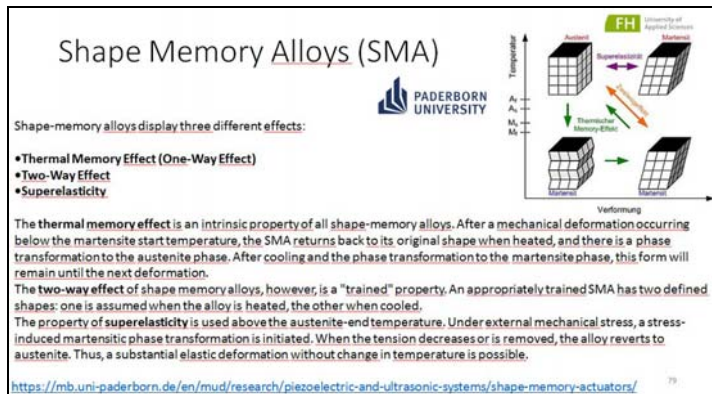 FH
University of
Applied Sciences
Shape Memory Alloys (SMA)
PADERBORN
UNIVERSITY
Temperatur
Austenit
Martensit
Superelastizität
Zweiwegeffekt
Af
As
Ms
Mf
Thermischer
Memory-Effekt
Martensit
Martensit
Verformung
Shape-memory alloys display three different effects:
•Thermal Memory Effect (One-Way Effect)
•Two-Way Effect
•Superelasticity
The thermal memory effect is an intrinsic property of all shape-memory alloys. After a mechanical deformation occurring
below the martensite start temperature, the SMA returns back to its original shape when heated, and there is a phase
transformation to the austenite phase. After cooling and the phase transformation to the martensite phase, this form will
remain until the next deformation.
The two-way effect of shape memory alloys, however, is a "trained" property. An appropriately trained SMA has two defined
shapes: one is assumed when the alloy is heated, the other when cooled.
The property of superelasticity is used above the austenite-end temperature. Under external mechanical stress, a stress-
induced martensitic phase transformation is initiated. When the tension decreases or is removed, the alloy reverts to
austenite. Thus, a substantial elastic deformation without change in temperature is possible.
https://mb.uni-paderborn.de/en/mud/research/piezoelectric-and-ultrasonic-systems/shape-memory-actuators/
79